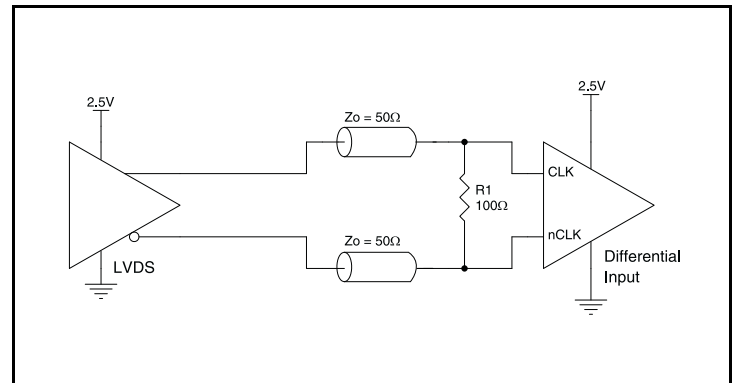 2.5V
2.5V
Zo = 50Ω
CLK
R1
100Ω
Zo = 50Ω
nCLK
LVDS
Differential
Input